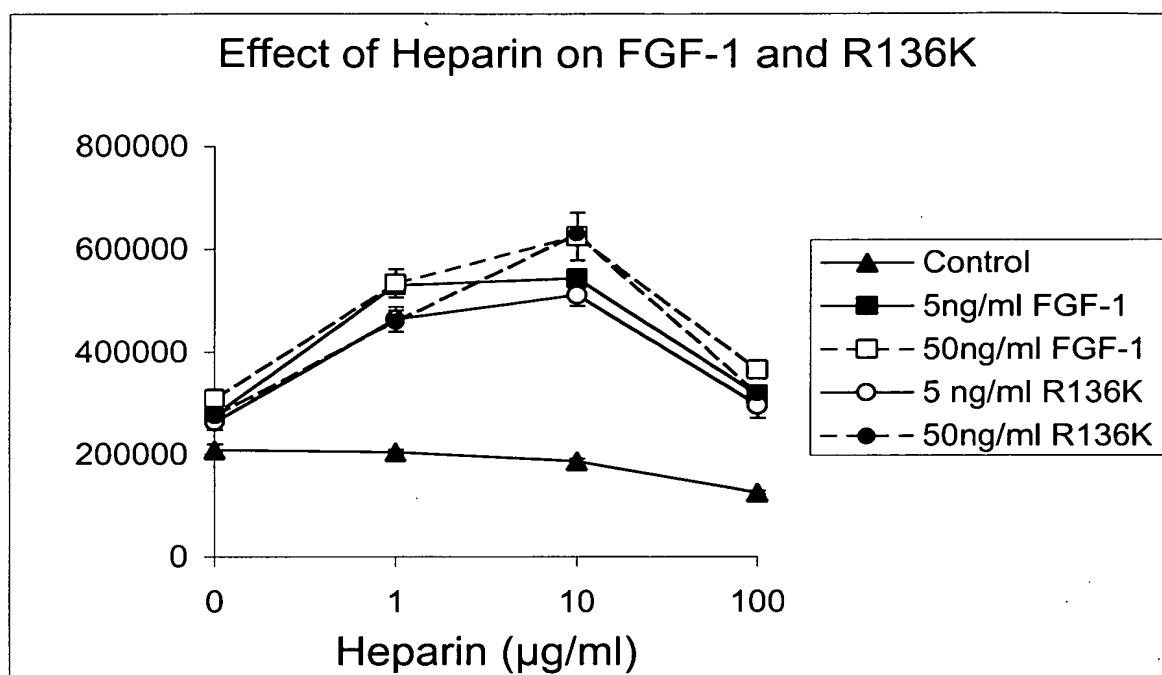 Effect of Heparin on FGF-1 and R136K
800000
600000
400000
200000
0
0 1 10 100
Heparin (µg/ml)
Control
5ng/ml FGF-1
50ng/ml FGF-1
5 ng/ml R136K
50ng/ml R136K